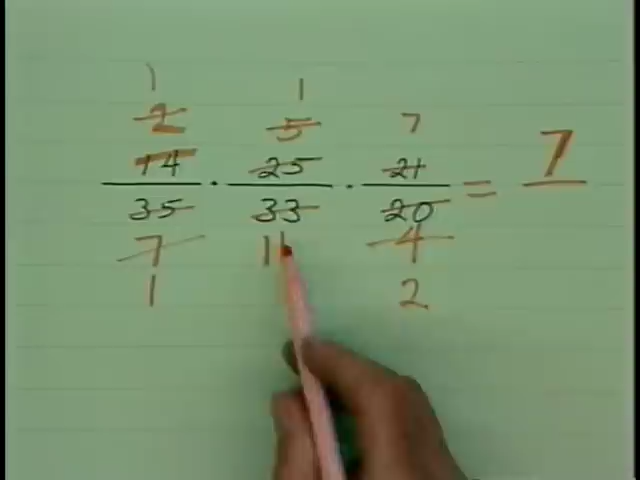 1 1
2 5 7
14 25 21 7
— · — · — = —
35 33 20
7 11 4
1 2